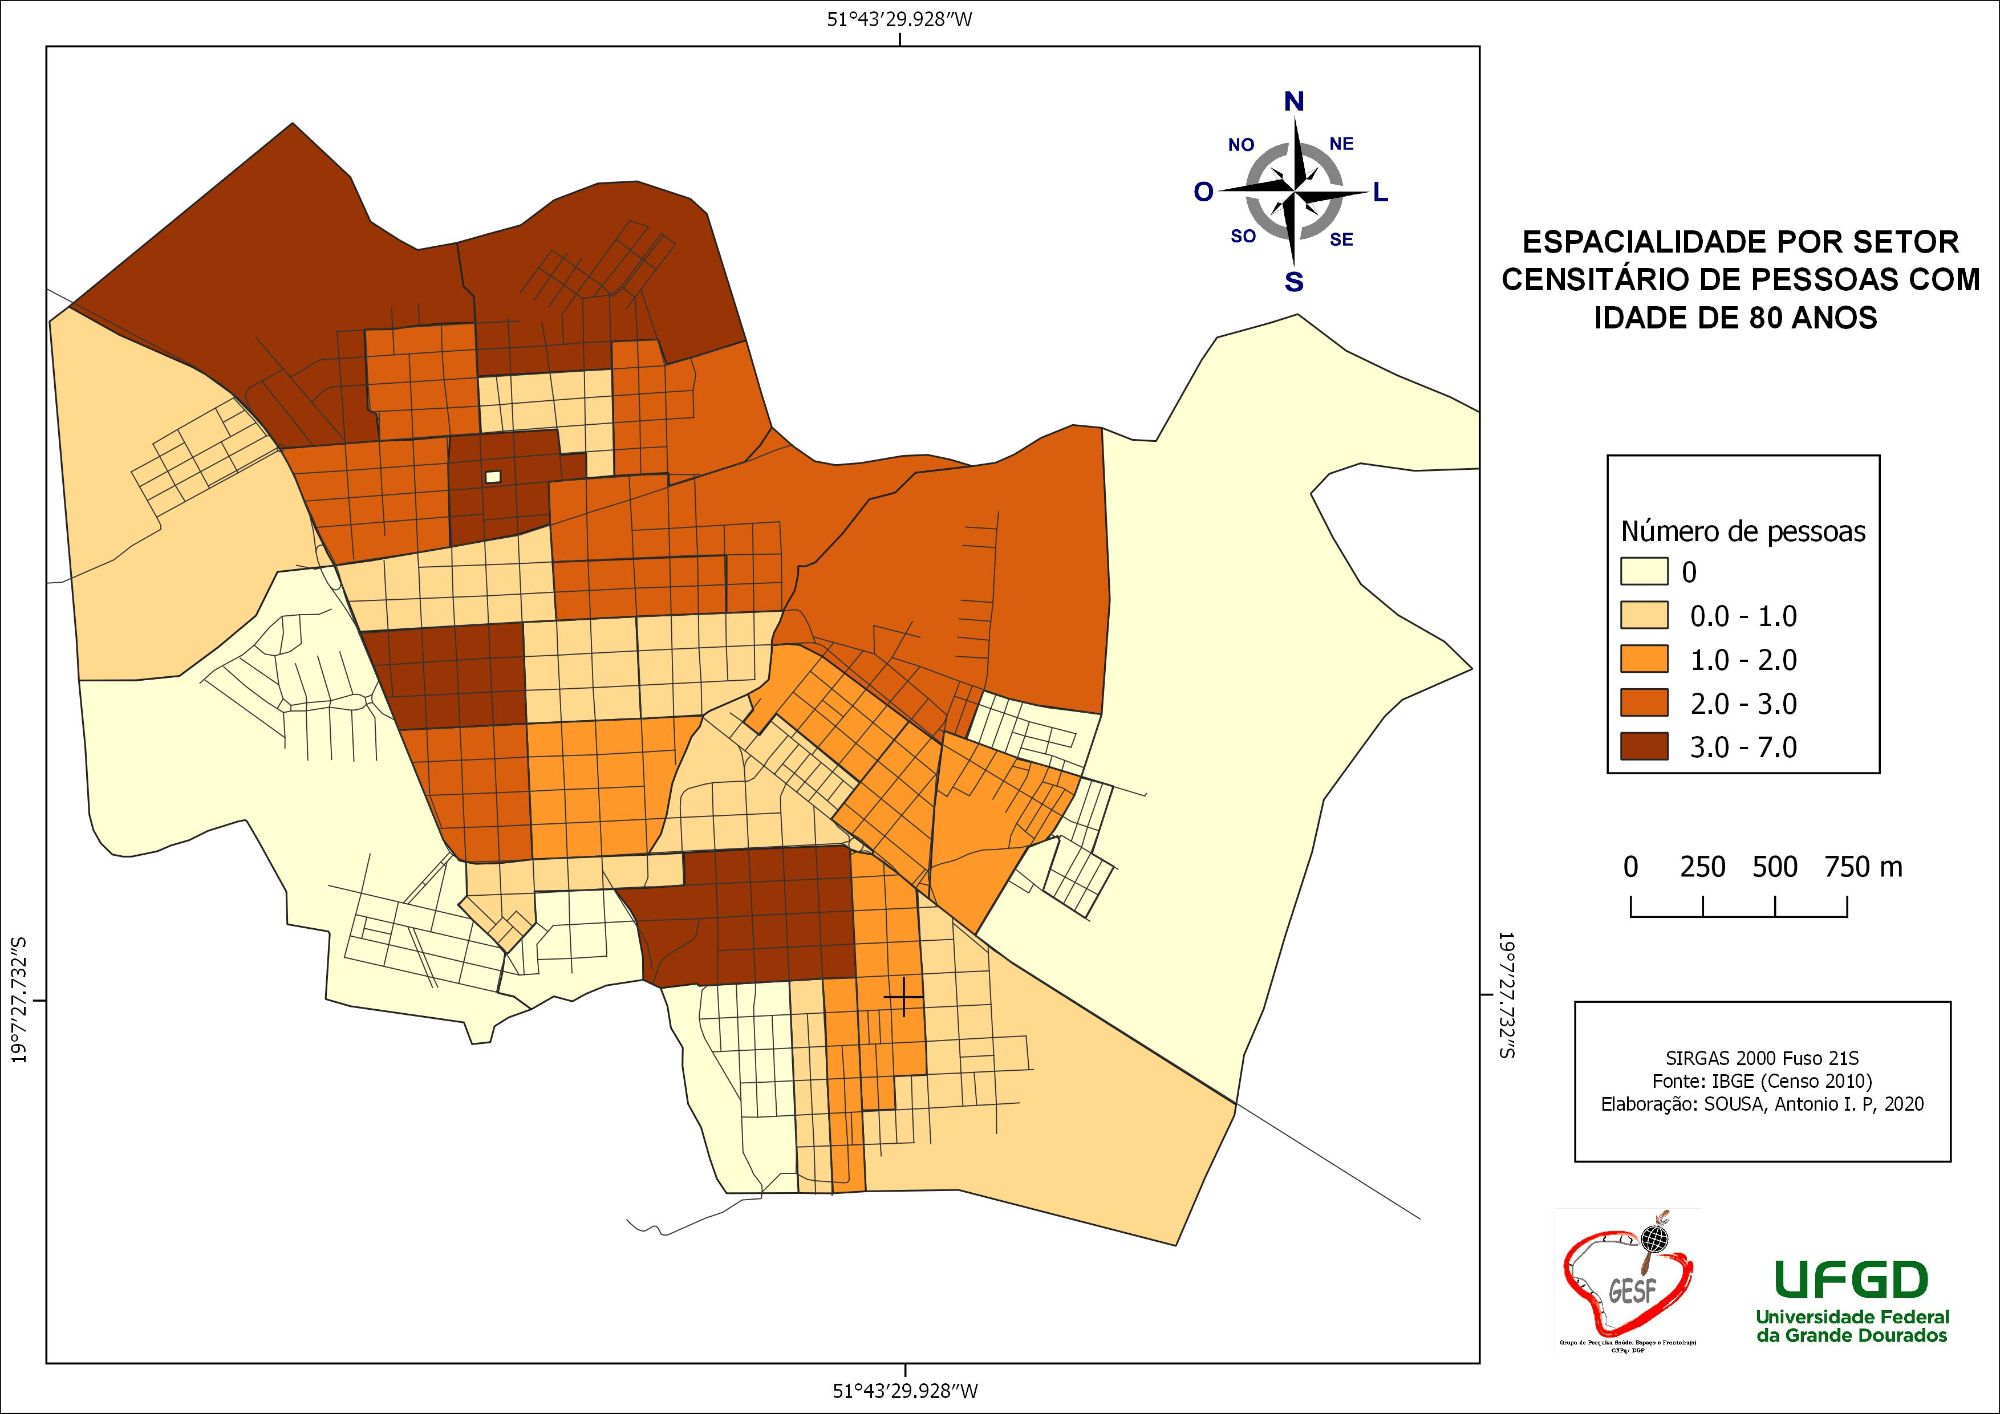 51°43′29.928″W
N
NO
NE
O
L
SO
SE
S
ESPACIALIDADE POR SETOR
CENSITÁRIO DE PESSOAS COM
IDADE DE 80 ANOS
Número de pessoas
0
0.0 - 1.0
1.0 - 2.0
2.0 - 3.0
3.0 - 7.0
0 250 500 750 m
19°7′27.732″S
19°7′27.732″S
SIRGAS 2000 Fuso 21S
Fonte: IBGE (Censo 2010)
Elaboração: SOUSA, Antonio I. P, 2020
GESF
Grupo de Pesquisa Saúde, Espaço e Fronteira(s)
UFGD
Universidade Federal
da Grande Dourados
51°43′29.928″W